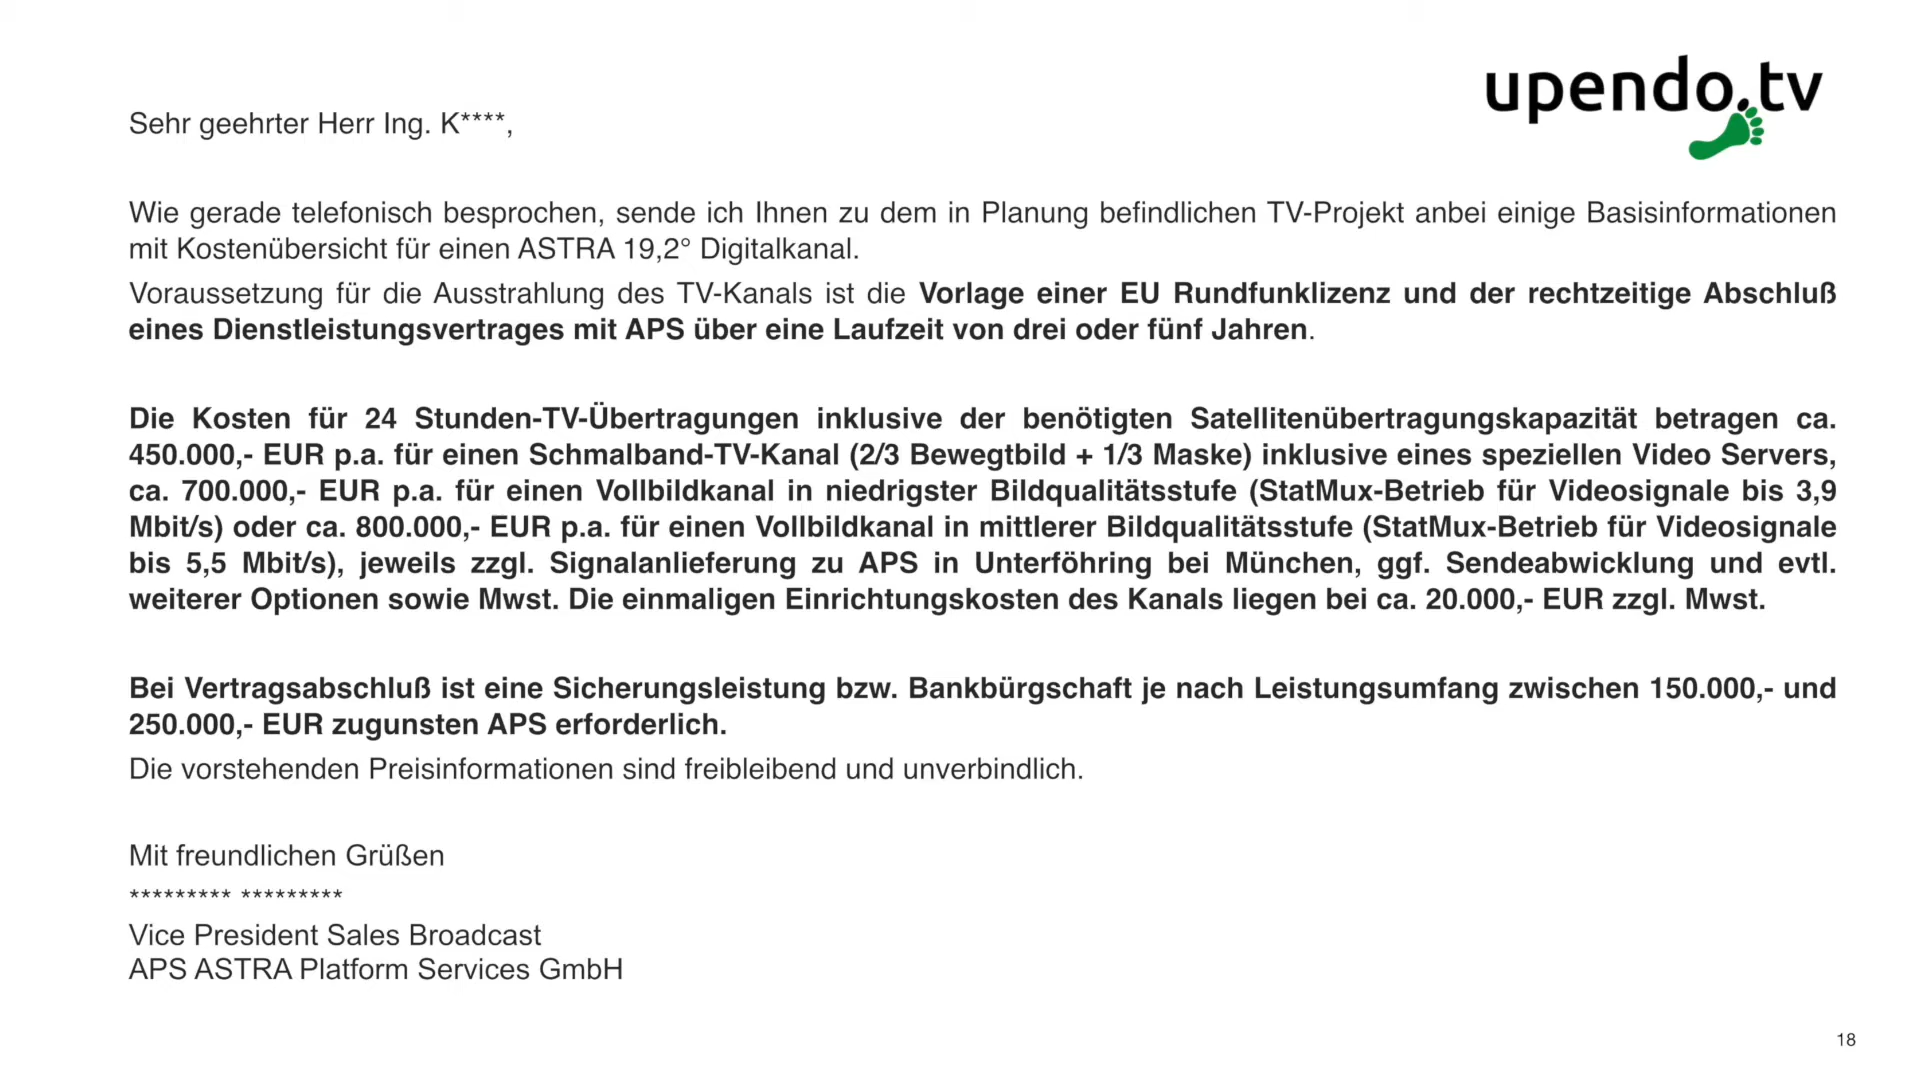 upendo.tv
Sehr geehrter Herr Ing. K****,
Wie gerade telefonisch besprochen, sende ich Ihnen zu dem in Planung befindlichen TV-Projekt anbei einige Basisinformationen
mit Kostenübersicht für einen ASTRA 19,2° Digitalkanal.
Voraussetzung für die Ausstrahlung des TV-Kanals ist die Vorlage einer EU Rundfunklizenz und der rechtzeitige Abschluß
eines Dienstleistungsvertrages mit APS über eine Laufzeit von drei oder fünf Jahren.
Die Kosten für 24 Stunden-TV-Übertragungen inklusive der benötigten Satellitenübertragungskapazität betragen ca.
450.000,- EUR p.a. für einen Schmalband-TV-Kanal (2/3 Bewegtbild + 1/3 Maske) inklusive eines speziellen Video Servers,
ca. 700.000,- EUR p.a. für einen Vollbildkanal in niedrigster Bildqualitätsstufe (StatMux-Betrieb für Videosignale bis 3,9
Mbit/s) oder ca. 800.000,- EUR p.a. für einen Vollbildkanal in mittlerer Bildqualitätsstufe (StatMux-Betrieb für Videosignale
bis 5,5 Mbit/s), jeweils zzgl. Signalanlieferung zu APS in Unterföhring bei München, ggf. Sendeabwicklung und evtl.
weiterer Optionen sowie Mwst. Die einmaligen Einrichtungskosten des Kanals liegen bei ca. 20.000,- EUR zzgl. Mwst.
Bei Vertragsabschluß ist eine Sicherungsleistung bzw. Bankbürgschaft je nach Leistungsumfang zwischen 150.000,- und
250.000,- EUR zugunsten APS erforderlich.
Die vorstehenden Preisinformationen sind freibleibend und unverbindlich.
Mit freundlichen Grüßen
********* *********
Vice President Sales Broadcast
APS ASTRA Platform Services GmbH
18